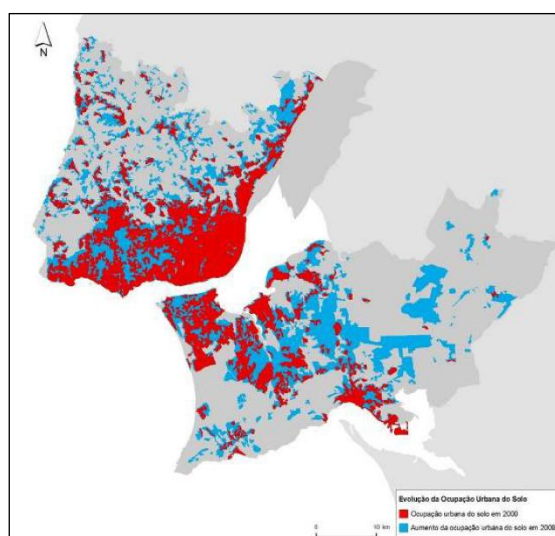 N
Evolução da Ocupação Urbana do Solo
Ocupação urbana do solo em 2000
Aumento da ocupação urbana do solo em 2008
0 10 km